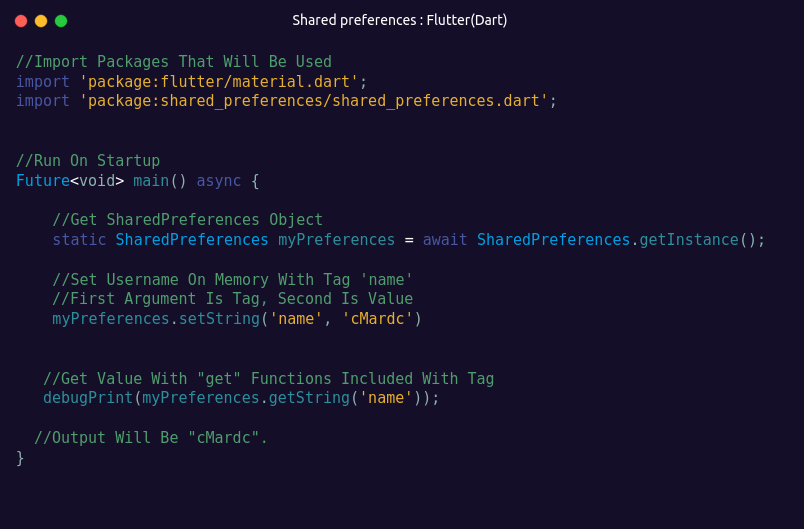 Shared preferences : Flutter(Dart)
//Import Packages That Will Be Used
import 'package:flutter/material.dart';
import 'package:shared_preferences/shared_preferences.dart';
//Run On Startup
Future<void> main() async {
//Get SharedPreferences Object
static SharedPreferences myPreferences = await SharedPreferences.getInstance();
//Set Username On Memory With Tag 'name'
//First Argument Is Tag, Second Is Value
myPreferences.setString('name', 'cMardc')
//Get Value With "get" Functions Included With Tag
debugPrint(myPreferences.getString('name'));
//Output Will Be "cMardc".
}